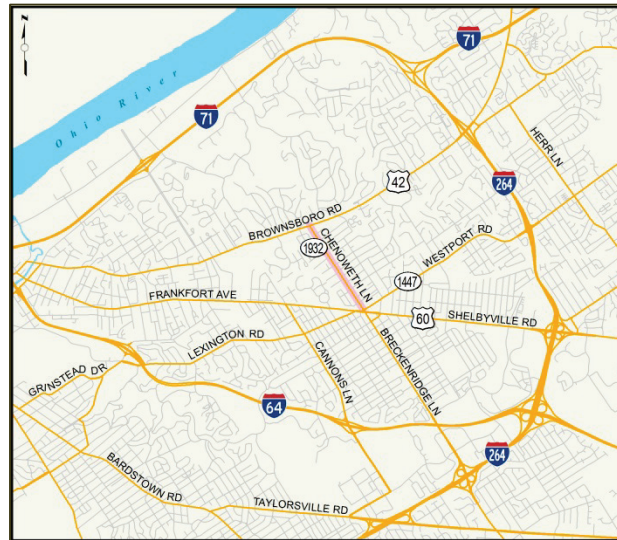 N
71
Ohio River
71
HERR LN
42
264
BROWNSBORO RD
CHENOWETH LN
1932
WESTPORT RD
1447
FRANKFORT AVE
60
SHELBYVILLE RD
LEXINGTON RD
CANNONS LN
BRECKENRIDGE LN
GRINSTEAD DR
64
264
BARDSTOWN RD
TAYLORSVILLE RD